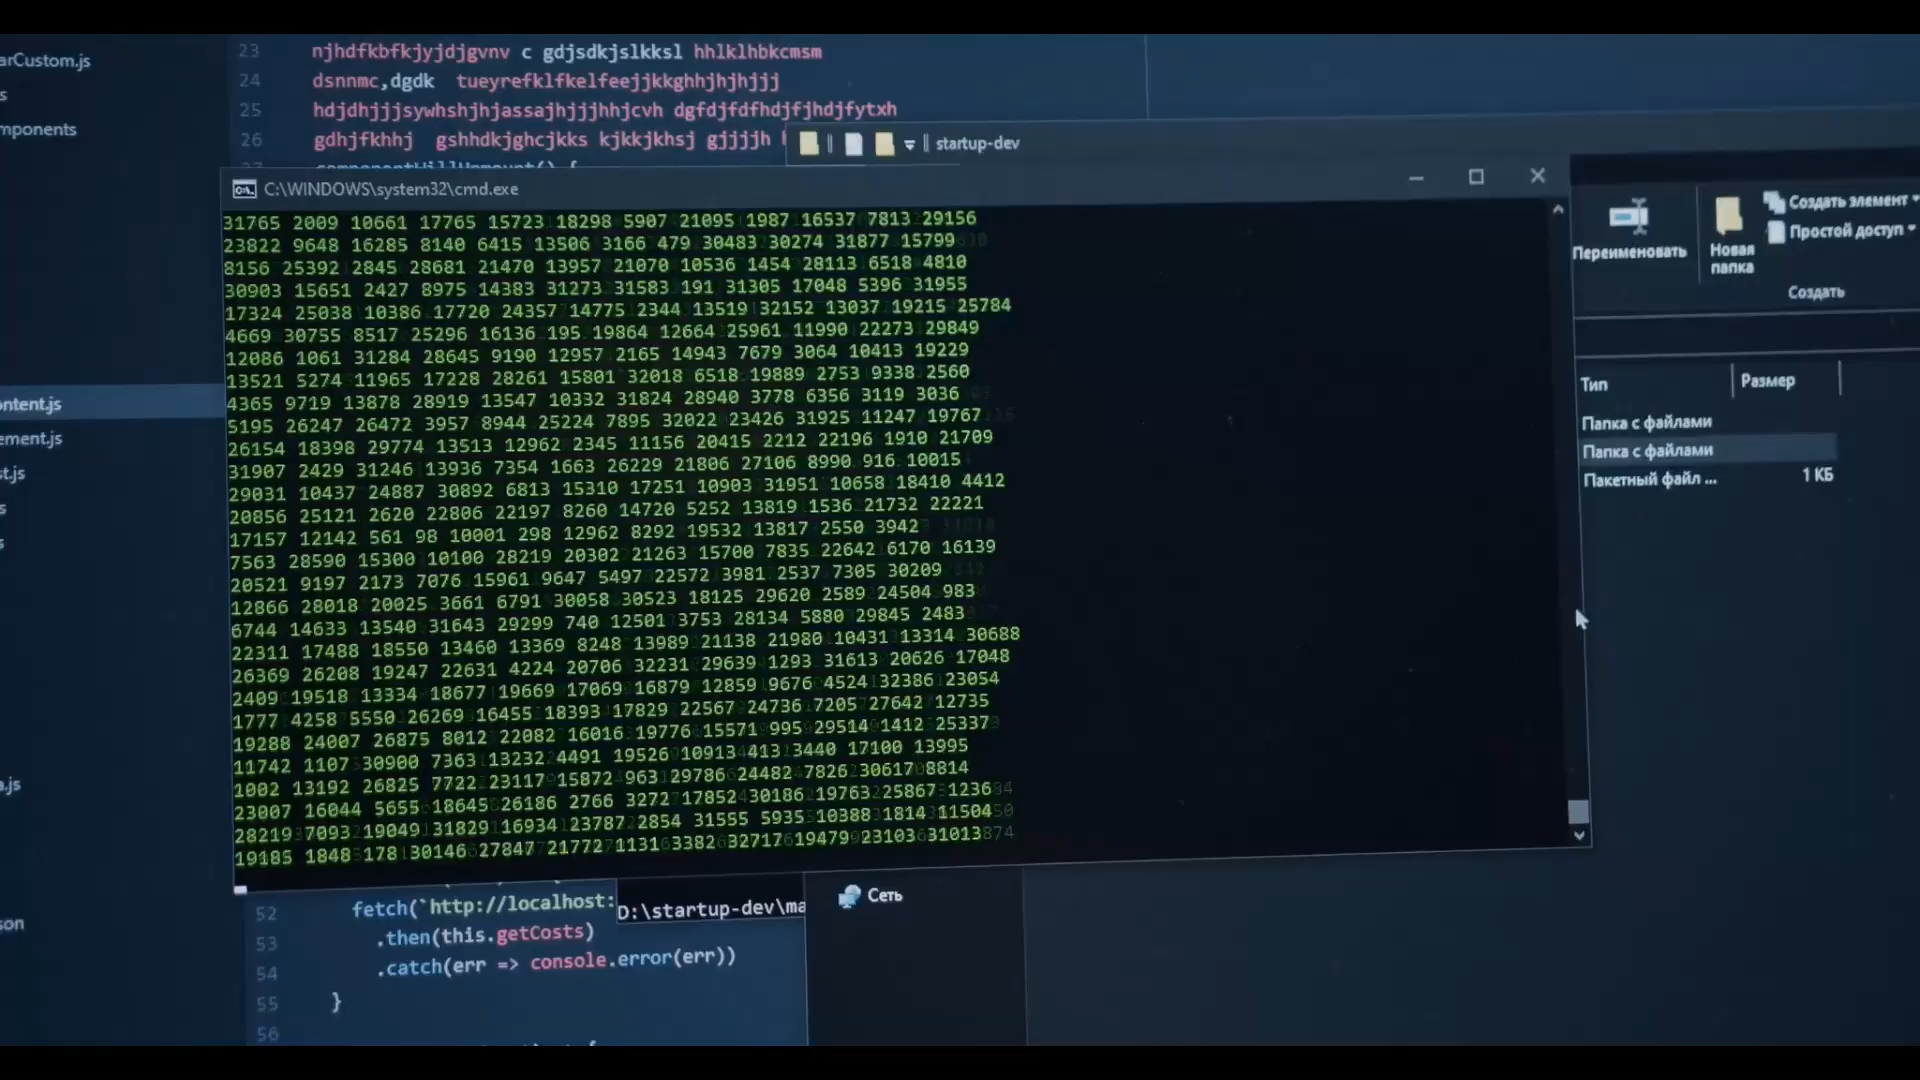 arCustom.js
s
mponents
ntent.js
ement.js
t.js
s
s
a.js
son
23 njhdfkbfkjyjdjgvnv c gdjsdkjslkksl hhlklhbkcmsm
24 dsnnmc,dgdk tueyrefklfkelfeejjkkghhjhjhjjj
25 hdjdhjjjsywhshjhjassajhjjjhhjcvh dgfdjfdfhdjfjhdjfytxh
26 gdhjfkhhj gshhdkjghcjkks kjkkjkhsj gjjjjh
startup-dev
C:\WINDOWS\system32\cmd.exe
31765 2009 10661 17765 15723 18298 5907 21095 1987 16537 7813 29156
23822 9648 16285 8140 6415 13506 3166 479 30483 30274 31877 15799
8156 25392 2845 28681 21470 13957 21070 10536 1454 28113 6518 4810
30903 15651 2427 8975 14383 31273 31583 191 31305 17048 5396 31955
17324 25038 10386 17720 24357 14775 2344 13519 32152 13037 19215 25784
4669 30755 8517 25296 16136 195 19864 12664 25961 11990 22273 29849
12086 1061 31284 28645 9190 12957 2165 14943 7679 3064 10413 19229
13521 5274 11965 17228 28261 15801 32018 6518 19889 2753 9338 2560
4365 9719 13878 28919 13547 10332 31824 28940 3778 6356 3119 3036
5195 26247 26472 3957 8944 25224 7895 32022 23426 31925 11247 19767
26154 18398 29774 13513 12962 2345 11156 20415 2212 22196 1910 21709
31907 2429 31246 13936 7354 1663 26229 21806 27106 8990 916 10015
29031 10437 24887 30892 6813 15310 17251 10903 31951 10658 18410 4412
20856 25121 2620 22806 22197 8260 14720 5252 13819 1536 21732 22221
17157 12142 561 98 10001 298 12962 8292 19532 13817 2550 3942
7563 28590 15300 10100 28219 20302 21263 15700 7835 22642 6170 16139
20521 9197 2173 7076 15961 9647 5497 22572 3981 2537 7305 30209
12866 28018 20025 3661 6791 30058 30523 18125 29620 2589 24504 983
6744 14633 13540 31643 29299 740 12501 3753 28134 5880 29845 2483
22311 17488 18550 13460 13369 8248 13989 21138 21980 10431 13314 30688
26369 26208 19247 22631 4224 20706 32231 29639 1293 31613 20626 17048
2409 19518 13334 18677 19669 17069 16879 12859 9676 4524 32386 23054
1777 4258 5550 26269 16455 18393 17829 22567 24736 7205 27642 12735
19288 24007 26875 8012 22082 16016 19776 15571 995 29514 1412 25337
11742 1107 30900 7363 13232 4491 19526 10913 413 3440 17100 13995
1002 13192 26825 7722 23117 15872 963 29786 24482 7826 30617 8814
23007 16044 5655 18645 26186 2766 3272 17852 30186 19763 25867 1236
28219 7093 19049 31829 16934 23787 2854 31555 5935 10388 1814 11504
19185 1848 178 30146 27847 21772 1131 3382 32717 19479 23103 31013
Переименовать
Новая папка
Создать элемент
Простой доступ
Создать
Тип Размер
Папка с файлами
Папка с файлами
Пакетный файл ... 1 КБ
52 fetch(`http://localhost:
53 .then(this.getCosts)
54 .catch(err => console.error(err))
55 }
56
D:\startup-dev\ma
Сеть